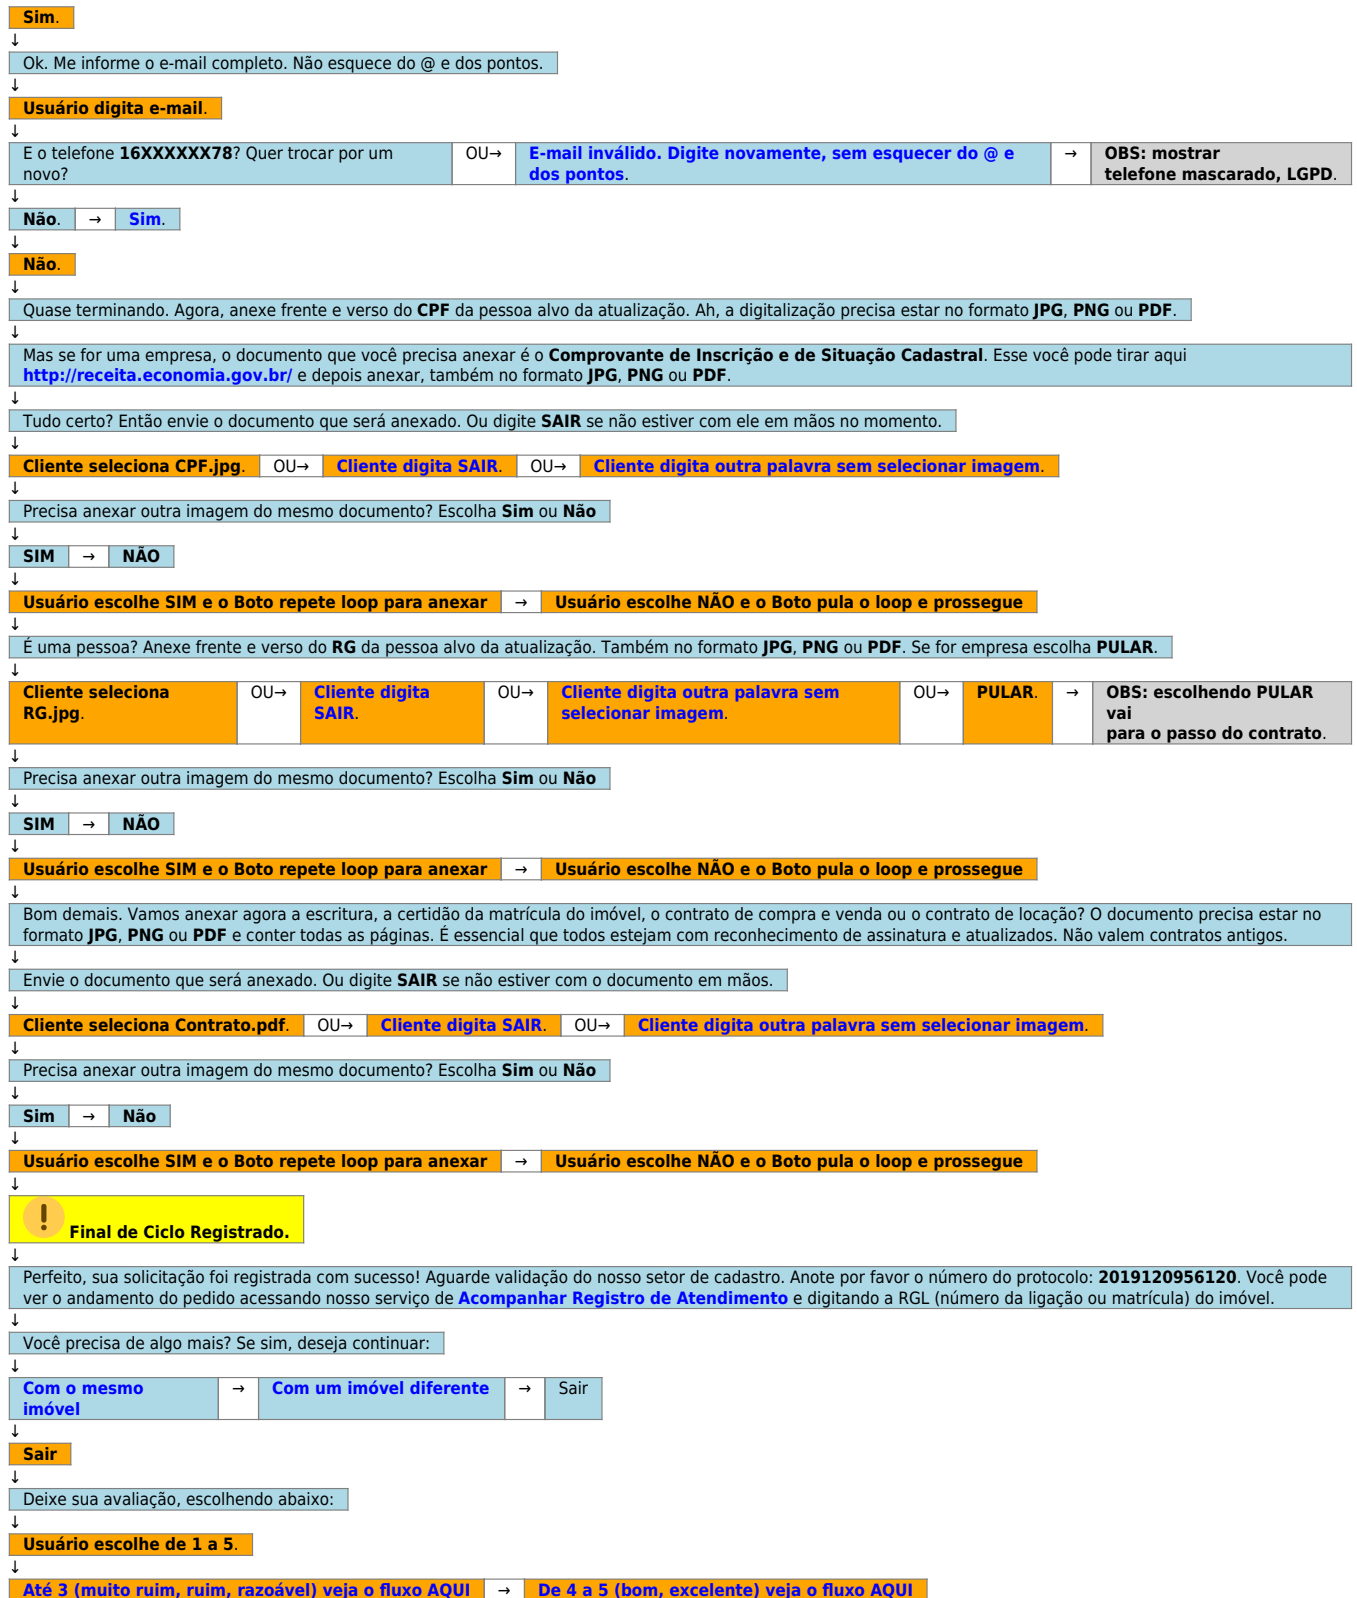 Sim.
↓
Ok. Me informe o e-mail completo. Não esquece do @ e dos pontos.
↓
Usuário digita e-mail.
↓
E o telefone 16XXXXXX78? Quer trocar por um novo? OU→ E-mail inválido. Digite novamente, sem esquecer do @ e dos pontos. → OBS: mostrar telefone mascarado, LGPD.
↓
Não. → Sim.
↓
Não.
↓
Quase terminando. Agora, anexe frente e verso do CPF da pessoa alvo da atualização. Ah, a digitalização precisa estar no formato JPG, PNG ou PDF.
↓
Mas se for uma empresa, o documento que você precisa anexar é o Comprovante de Inscrição e de Situação Cadastral. Esse você pode tirar aqui
http://receita.economia.gov.br/ e depois anexar, também no formato JPG, PNG ou PDF.
↓
Tudo certo? Então envie o documento que será anexado. Ou digite SAIR se não estiver com ele em mãos no momento.
↓
Cliente seleciona CPF.jpg. OU→ Cliente digita SAIR. OU→ Cliente digita outra palavra sem selecionar imagem.
↓
Precisa anexar outra imagem do mesmo documento? Escolha Sim ou Não
↓
SIM → NÃO
↓
Usuário escolhe SIM e o Boto repete loop para anexar → Usuário escolhe NÃO e o Boto pula o loop e prossegue
↓
É uma pessoa? Anexe frente e verso do RG da pessoa alvo da atualização. Também no formato JPG, PNG ou PDF. Se for empresa escolha PULAR.
↓
Cliente seleciona RG.jpg. OU→ Cliente digita SAIR. OU→ Cliente digita outra palavra sem selecionar imagem. OU→ PULAR. → OBS: escolhendo PULAR vai para o passo do contrato.
↓
Precisa anexar outra imagem do mesmo documento? Escolha Sim ou Não
↓
SIM → NÃO
↓
Usuário escolhe SIM e o Boto repete loop para anexar → Usuário escolhe NÃO e o Boto pula o loop e prossegue
↓
Bom demais. Vamos anexar agora a escritura, a certidão da matrícula do imóvel, o contrato de compra e venda ou o contrato de locação? O documento precisa estar no
formato JPG, PNG ou PDF e conter todas as páginas. É essencial que todos estejam com reconhecimento de assinatura e atualizados. Não valem contratos antigos.
↓
Envie o documento que será anexado. Ou digite SAIR se não estiver com o documento em mãos.
↓
Cliente seleciona Contrato.pdf. OU→ Cliente digita SAIR. OU→ Cliente digita outra palavra sem selecionar imagem.
↓
Precisa anexar outra imagem do mesmo documento? Escolha Sim ou Não
↓
Sim → Não
↓
Usuário escolhe SIM e o Boto repete loop para anexar → Usuário escolhe NÃO e o Boto pula o loop e prossegue
↓
! Final de Ciclo Registrado.
↓
Perfeito, sua solicitação foi registrada com sucesso! Aguarde validação do nosso setor de cadastro. Anote por favor o número do protocolo: 2019120956120. Você pode
ver o andamento do pedido acessando nosso serviço de Acompanhar Registro de Atendimento e digitando a RGL (número da ligação ou matrícula) do imóvel.
↓
Você precisa de algo mais? Se sim, deseja continuar:
↓
Com o mesmo imóvel → Com um imóvel diferente → Sair
↓
Sair
↓
Deixe sua avaliação, escolhendo abaixo:
↓
Usuário escolhe de 1 a 5.
↓
Até 3 (muito ruim, ruim, razoável) veja o fluxo AQUI → De 4 a 5 (bom, excelente) veja o fluxo AQUI